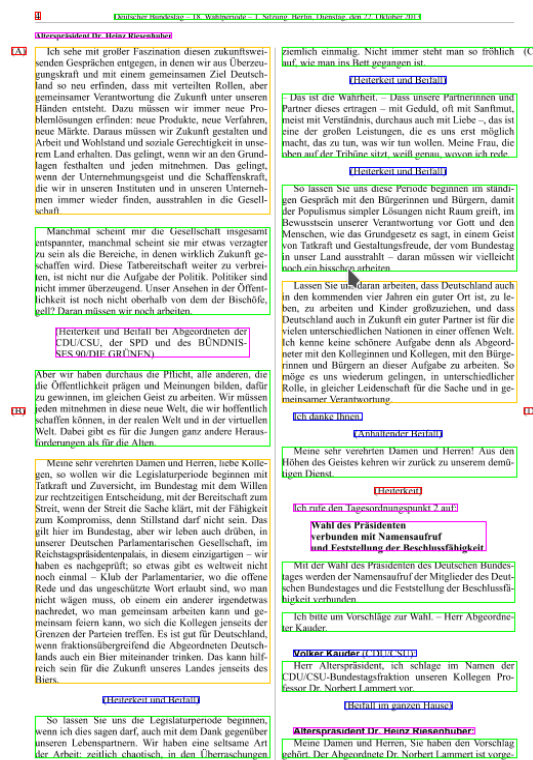 4
Deutscher Bundestag – 18. Wahlperiode – 1. Sitzung. Berlin, Dienstag, den 22. Oktober 2013
Alterspräsident Dr. Heinz Riesenhuber
(A)
Ich sehe mit großer Faszination diesen zukunftswei-
senden Gesprächen entgegen, in denen wir aus Überzeu-
gungskraft und mit einem gemeinsamen Ziel Deutsch-
land so neu erfinden, dass mit verteilten Rollen, aber
gemeinsamer Verantwortung die Zukunft unter unseren
Händen entsteht. Dazu müssen wir immer neue Pro-
blemlösungen erfinden: neue Produkte, neue Verfahren,
neue Märkte. Daraus müssen wir Zukunft gestalten und
Arbeit und Wohlstand und soziale Gerechtigkeit in unse-
rem Land erhalten. Das gelingt, wenn wir an den Grund-
lagen festhalten und jeden mitnehmen. Das gelingt,
wenn der Unternehmungsgeist und die Schaffenskraft,
die wir in unseren Instituten und in unseren Unterneh-
men immer wieder finden, ausstrahlen in die Gesell-
schaft.
Manchmal scheint mir die Gesellschaft insgesamt
entspannter, manchmal scheint sie mir etwas verzagter
zu sein als die Bereiche, in denen wirklich Zukunft ge-
schaffen wird. Diese Tatbereitschaft weiter zu verbrei-
ten, ist nicht nur die Aufgabe der Politik. Politiker sind
nicht immer überzeugend. Unser Ansehen in der Öffent-
lichkeit ist noch nicht oberhalb von dem der Bischöfe,
gell? Daran müssen wir noch arbeiten.
(Heiterkeit und Beifall bei Abgeordneten der
CDU/CSU, der SPD und des BÜNDNIS-
SES 90/DIE GRÜNEN)
Aber wir haben durchaus die Pflicht, alle anderen, die
die Öffentlichkeit prägen und Meinungen bilden, dafür
zu gewinnen, im gleichen Geist zu arbeiten. Wir müssen
(B)
jeden mitnehmen in diese neue Welt, die wir hoffentlich
schaffen können, in der realen Welt und in der virtuellen
Welt. Dabei gibt es für die Jungen ganz andere Heraus-
forderungen als für die Alten.
Meine sehr verehrten Damen und Herren, liebe Kolle-
gen, so wollen wir die Legislaturperiode beginnen mit
Tatkraft und Zuversicht, im Bundestag mit dem Willen
zur rechtzeitigen Entscheidung, mit der Bereitschaft zum
Streit, wenn der Streit die Sache klärt, mit der Fähigkeit
zum Kompromiss, denn Stillstand darf nicht sein. Das
gilt hier im Bundestag, aber wir leben auch drüben, in
unserer Deutschen Parlamentarischen Gesellschaft, im
Reichstagspräsidentenpalais, in diesem einzigartigen – wir
haben es nachgeprüft; so etwas gibt es weltweit nicht
noch einmal – Klub der Parlamentarier, wo die offene
Rede und das ungeschützte Wort erlaubt sind, wo man
nicht wägen muss, ob einem ein anderer irgendetwas
nachredet, wo man gemeinsam arbeiten kann und ge-
meinsam feiern kann, wo sich die Kollegen jenseits der
Grenzen der Parteien treffen. Es ist gut für Deutschland,
wenn fraktionsübergreifend die Abgeordneten Deutsch-
lands auch ein Bier miteinander trinken. Das kann hilf-
reich sein für die Zukunft unseres Landes jenseits des
Biers.
(Heiterkeit und Beifall)
So lassen Sie uns die Legislaturperiode beginnen,
wenn ich dies sagen darf, auch mit dem Dank gegenüber
unseren Lebenspartnern. Wir haben eine seltsame Art
der Arbeit: zeitlich chaotisch, in den Überraschungen
ziemlich einmalig. Nicht immer steht man so fröhlich (C
auf, wie man ins Bett gegangen ist.
(Heiterkeit und Beifall)
– Das ist die Wahrheit. – Dass unsere Partnerinnen und
Partner dieses ertragen – mit Geduld, oft mit Sanftmut,
meist mit Verständnis, durchaus auch mit Liebe –, das ist
eine der großen Leistungen, die es uns erst möglich
macht, das zu tun, was wir tun wollen. Meine Frau, die
oben auf der Tribüne sitzt, weiß genau, wovon ich rede.
(Heiterkeit und Beifall)
So lassen Sie uns diese Periode beginnen im ständi-
gen Gespräch mit den Bürgerinnen und Bürgern, damit
der Populismus simpler Lösungen nicht Raum greift, im
Bewusstsein unserer Verantwortung vor Gott und den
Menschen, wie das Grundgesetz es sagt, in einem Geist
von Tatkraft und Gestaltungsfreude, der vom Bundestag
in unser Land ausstrahlt – daran müssen wir vielleicht
noch ein bisschen arbeiten.
Lassen Sie uns daran arbeiten, dass Deutschland auch
in den kommenden vier Jahren ein guter Ort ist, zu le-
ben, zu arbeiten und Kinder großzuziehen, und dass
Deutschland auch in Zukunft ein guter Partner ist für die
vielen unterschiedlichen Nationen in einer offenen Welt.
Ich kenne keine schönere Aufgabe denn als Abgeord-
neter mit den Kolleginnen und Kollegen, mit den Bürge-
rinnen und Bürgern an dieser Aufgabe zu arbeiten. So
möge es uns wiederum gelingen, in unterschiedlicher
Rolle, in gleicher Leidenschaft für die Sache und in ge-
meinsamer Verantwortung.
Ich danke Ihnen.
(Anhaltender Beifall)
Meine sehr verehrten Damen und Herren! Aus den
Höhen des Geistes kehren wir zurück zu unserem demü-
tigen Dienst.
(Heiterkeit)
Ich rufe den Tagesordnungspunkt 2 auf:
Wahl des Präsidenten
verbunden mit Namensaufruf
und Feststellung der Beschlussfähigkeit
Mit der Wahl des Präsidenten des Deutschen Bundes-
tages werden der Namensaufruf der Mitglieder des Deut-
schen Bundestages und die Feststellung der Beschlussfä-
higkeit verbunden.
Ich bitte um Vorschläge zur Wahl. – Herr Abgeordne-
ter Kauder.
Volker Kauder (CDU/CSU):
Herr Alterspräsident, ich schlage im Namen der
CDU/CSU-Bundestagsfraktion unseren Kollegen Pro-
fessor Dr. Norbert Lammert vor.
(Beifall im ganzen Hause)
Alterspräsident Dr. Heinz Riesenhuber:
Meine Damen und Herren, Sie haben den Vorschlag
gehört. Der Abgeordnete Dr. Norbert Lammert ist vorge-